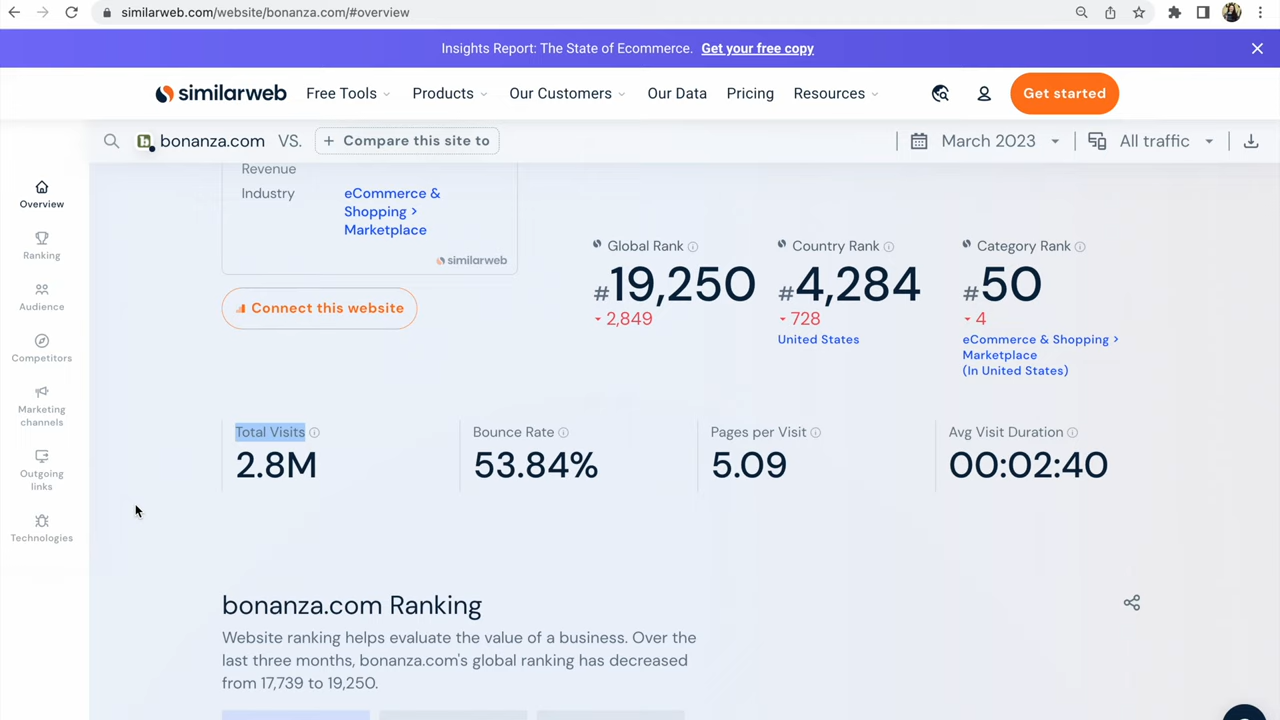 similarweb.com/website/bonanza.com/#overview
Insights Report: The State of Ecommerce. Get your free copy
similarweb Free Tools Products Our Customers Our Data Pricing Resources Get started
bonanza.com VS. + Compare this site to March 2023 All traffic
Overview
Ranking
Audience
Competitors
Marketing
channels
Outgoing
links
Technologies
Revenue
Industry eCommerce &
Shopping >
Marketplace
similarweb
Connect this website
Global Rank
#19,250
2,849
Country Rank
#4,284
728
United States
Category Rank
#50
4
eCommerce & Shopping >
Marketplace
(In United States)
Total Visits
2.8M
Bounce Rate
53.84%
Pages per Visit
5.09
Avg Visit Duration
00:02:40
bonanza.com Ranking
Website ranking helps evaluate the value of a business. Over the
last three months, bonanza.com's global ranking has decreased
from 17,739 to 19,250.